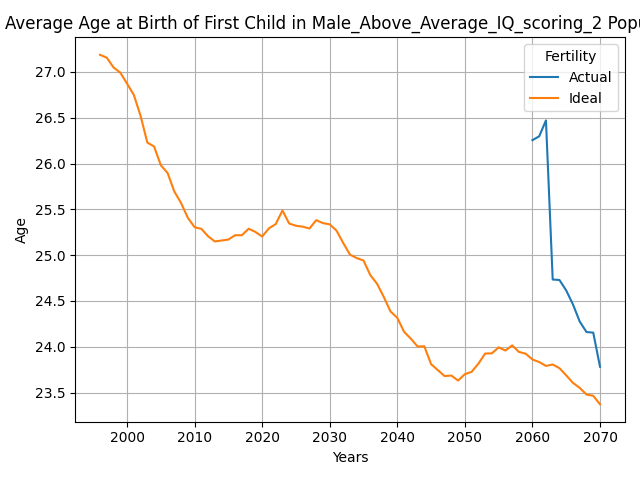 Average Age at Birth of First Child in Male_Above_Average_IQ_scoring_2
Fertility
Actual
Ideal
27.0
26.5
26.0
25.5
25.0
24.5
24.0
23.5
Age
2000 2010 2020 2030 2040 2050 2060 2070
Years